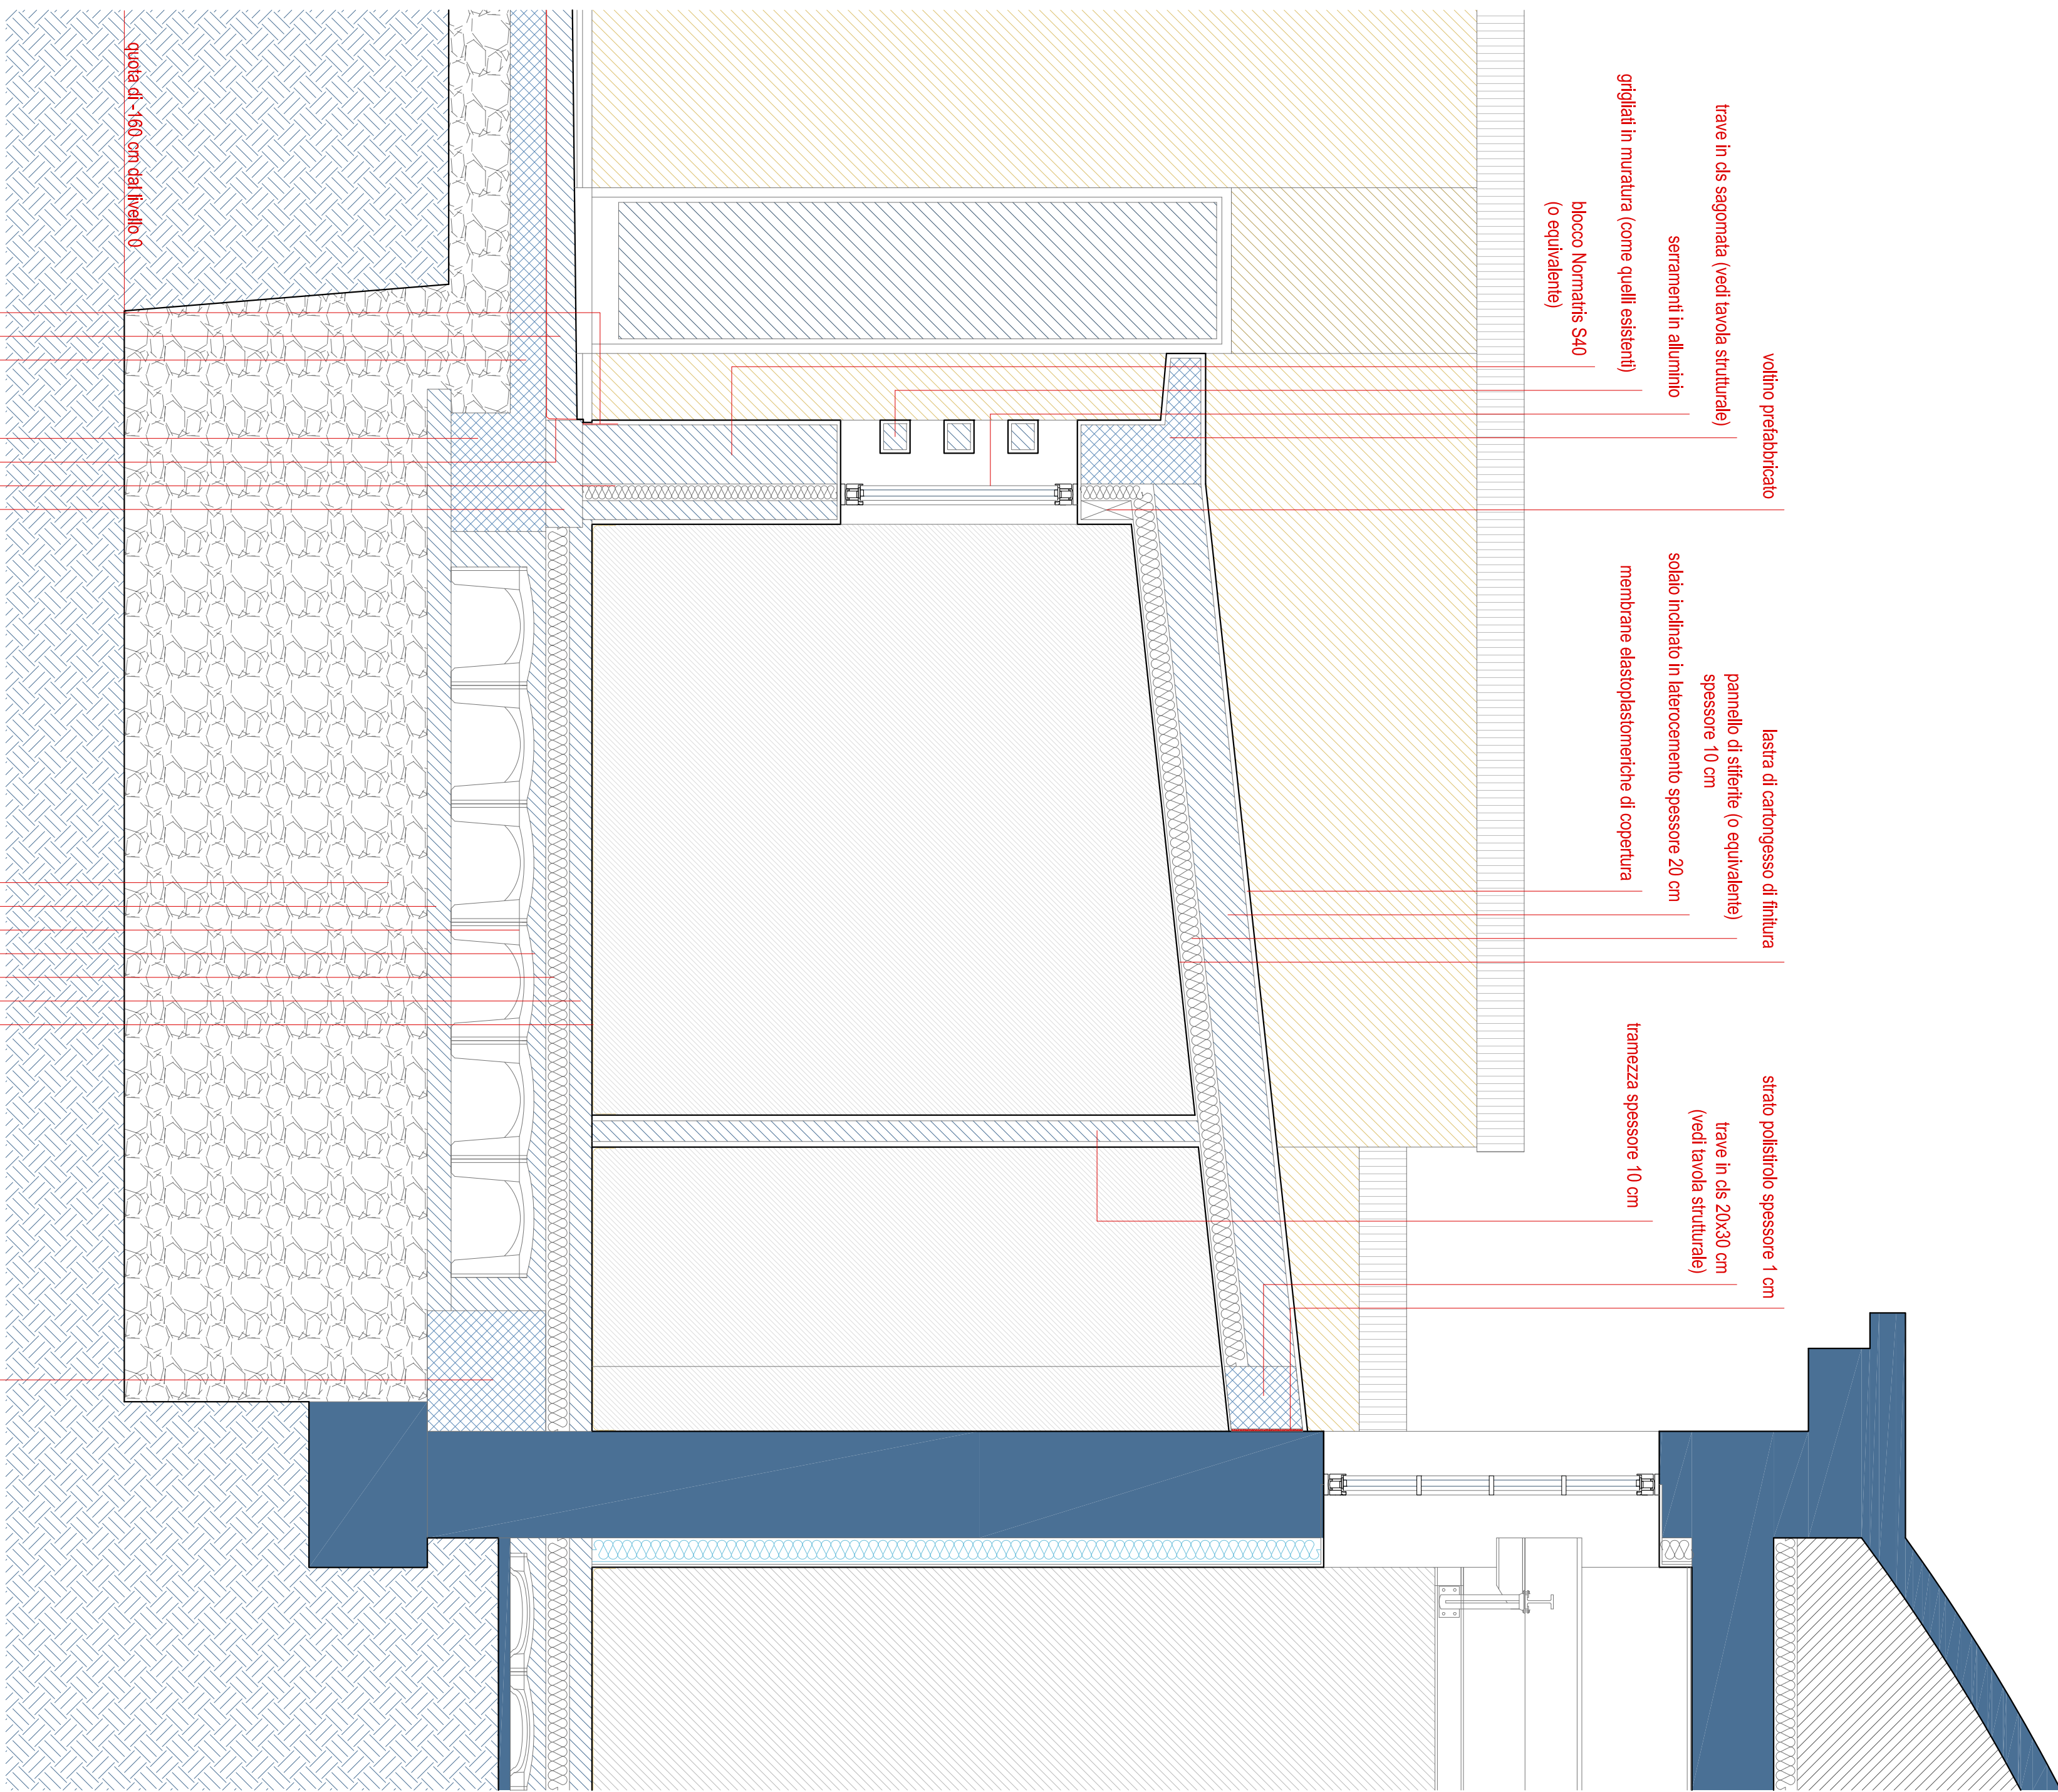 voltino prefabbricato
trave in cls sagomata (vedi tavola strutturale)
serramenti in alluminio
grigliati in muratura (come quelli esistenti)
blocco Normatris S40
(o equivalente)
lastra di cartongesso di finitura
pannello di stiferite (o equivalente)
spessore 10 cm
solaio inclinato in laterocemento spessore 20 cm
membrane elastoplastomeriche di copertura
strato polistirolo spessore 1 cm
trave in cls 20x30 cm
(vedi tavola strutturale)
tramezza spessore 10 cm
quota di -160 cm dal livello 0